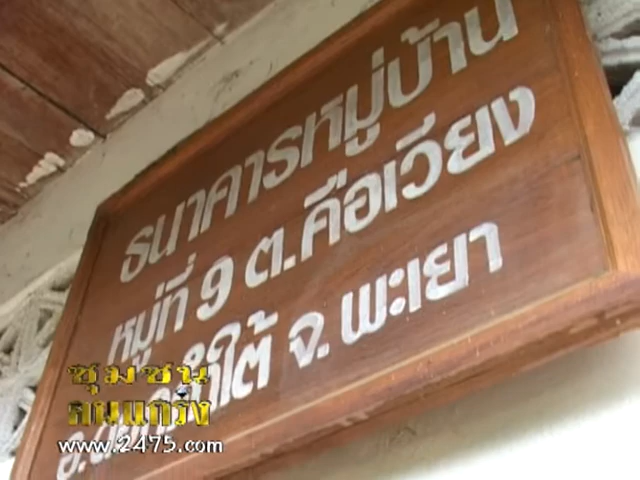 ธนาคารหมู่บ้าน
หมู่ที่ 9 ต.คือเวียง
ใต้ จ.พะเยา
ชุมชน
คนแกร่ง
www.2475.com